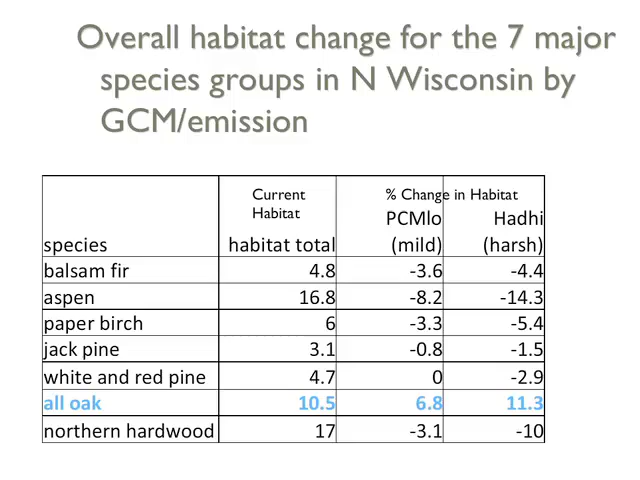 Overall habitat change for the 7 major
species groups in N Wisconsin by
GCM/emission
Current Habitat % Change in Habitat
species habitat total PCMlo (mild) Hadhi (harsh)
balsam fir 4.8 -3.6 -4.4
aspen 16.8 -8.2 -14.3
paper birch 6 -3.3 -5.4
jack pine 3.1 -0.8 -1.5
white and red pine 4.7 0 -2.9
all oak 10.5 6.8 11.3
northern hardwood 17 -3.1 -10